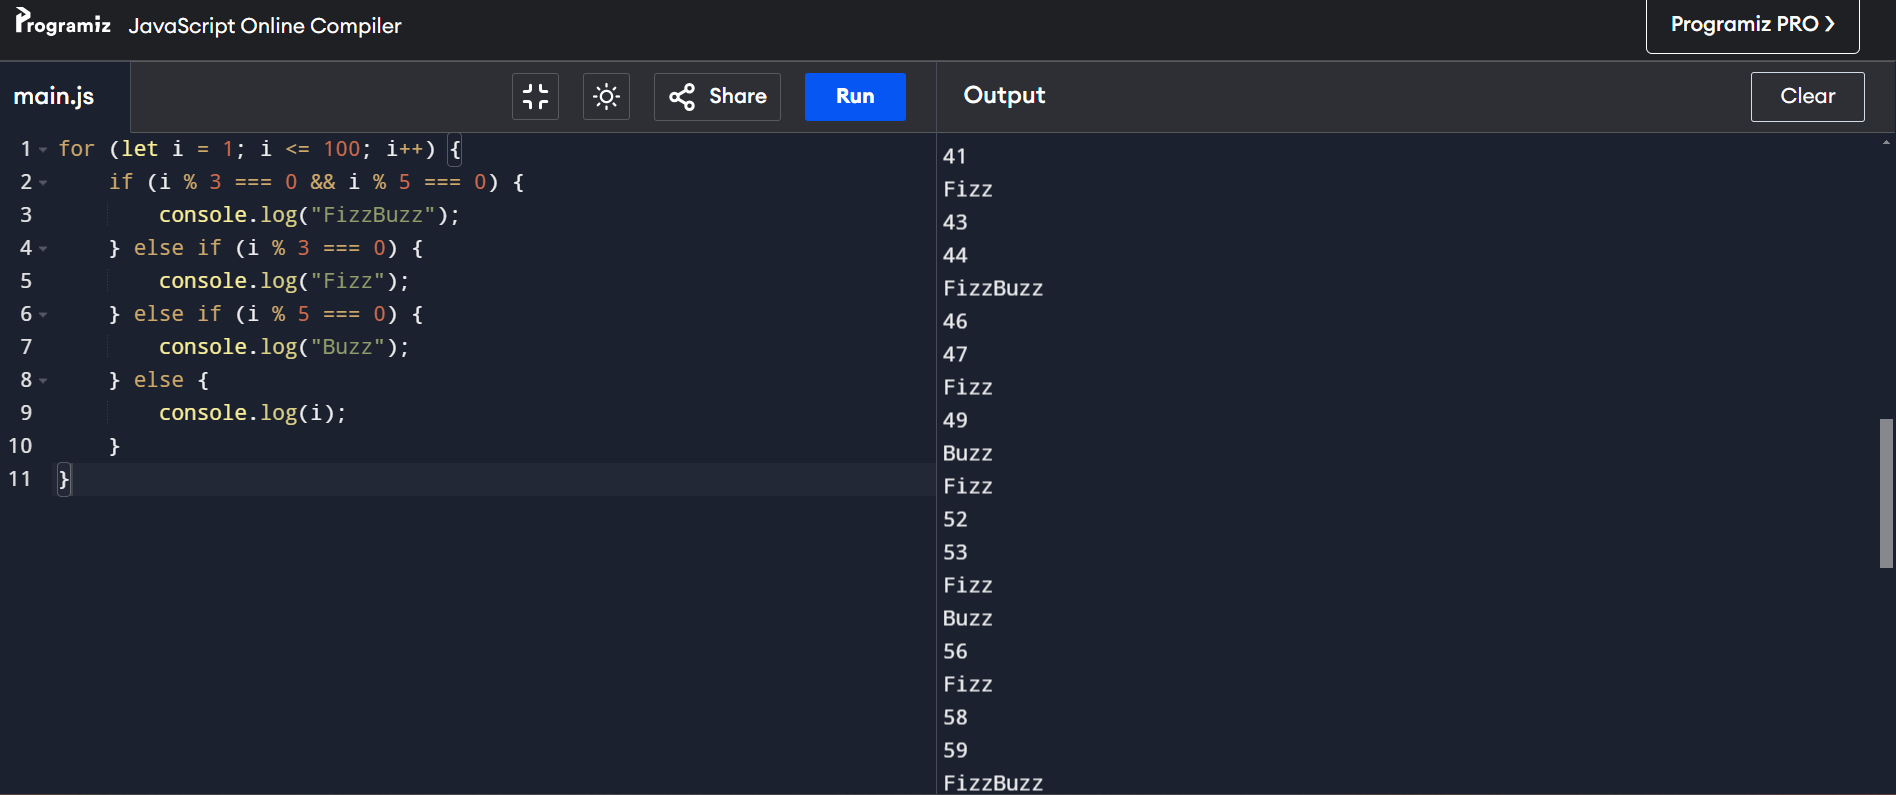 Programiz JavaScript Online Compiler
Programiz PRO ❯
main.js
Share
Run
Output
Clear
1 for (let i = 1; i <= 100; i++) {
2     if (i % 3 === 0 && i % 5 === 0) {
3         console.log("FizzBuzz");
4     } else if (i % 3 === 0) {
5         console.log("Fizz");
6     } else if (i % 5 === 0) {
7         console.log("Buzz");
8     } else {
9         console.log(i);
10     }
11 }
41
Fizz
43
44
FizzBuzz
46
47
Fizz
49
Buzz
Fizz
52
53
Fizz
Buzz
56
Fizz
58
59
FizzBuzz